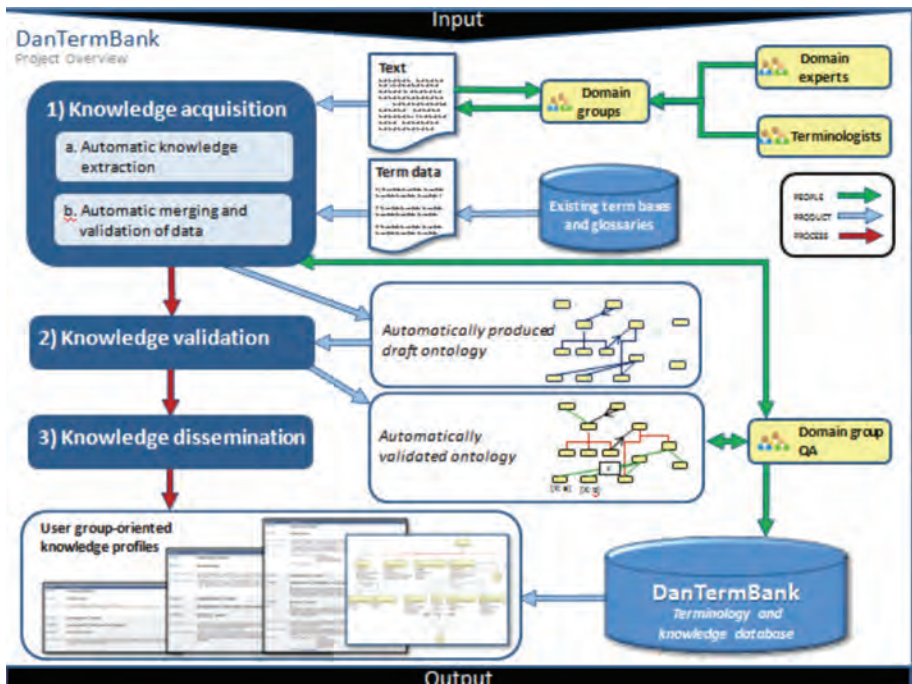 Input
DanTermBank
Project Overview
Text
Domain
experts
1) Knowledge acquisition
Domain
groups
a. Automatic knowledge
extraction
Terminologists
Term data
b. Automatic merging and
validation of data
Existing term bases
and glossaries
PEOPLE
PRODUCT
PROCESS
2) Knowledge validation
Automatically produced
draft ontology
3) Knowledge dissemination
Automatically
validated ontology
Domain group
QA
User group-oriented
knowledge profiles
DanTermBank
Terminology and
knowledge database
Output